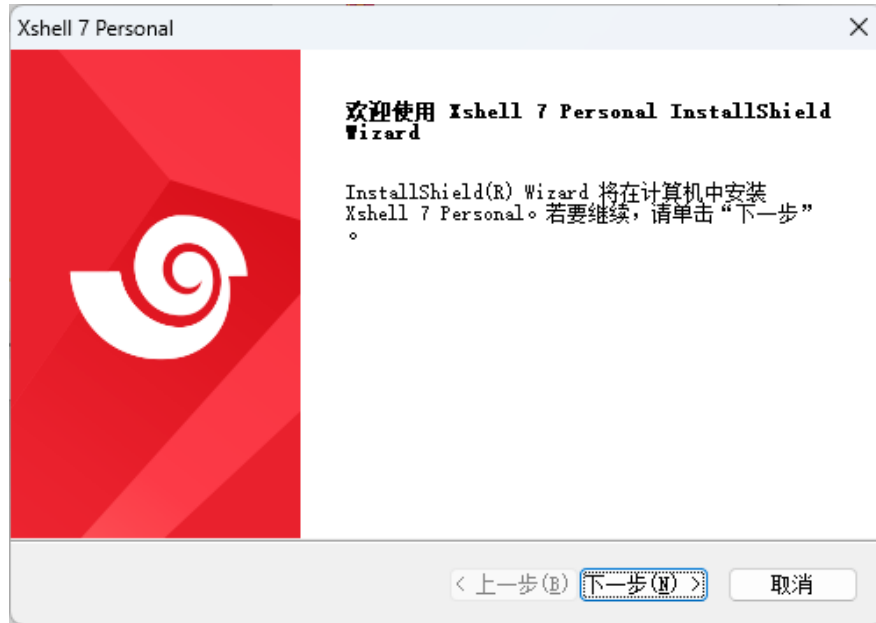 Xshell 7 Personal
欢迎使用 Xshell 7 Personal InstallShield
Wizard
InstallShield(R) Wizard 将在计算机中安装
Xshell 7 Personal。若要继续，请单击“下一步”
。
< 上一步(B)
下一步(N) >
取消